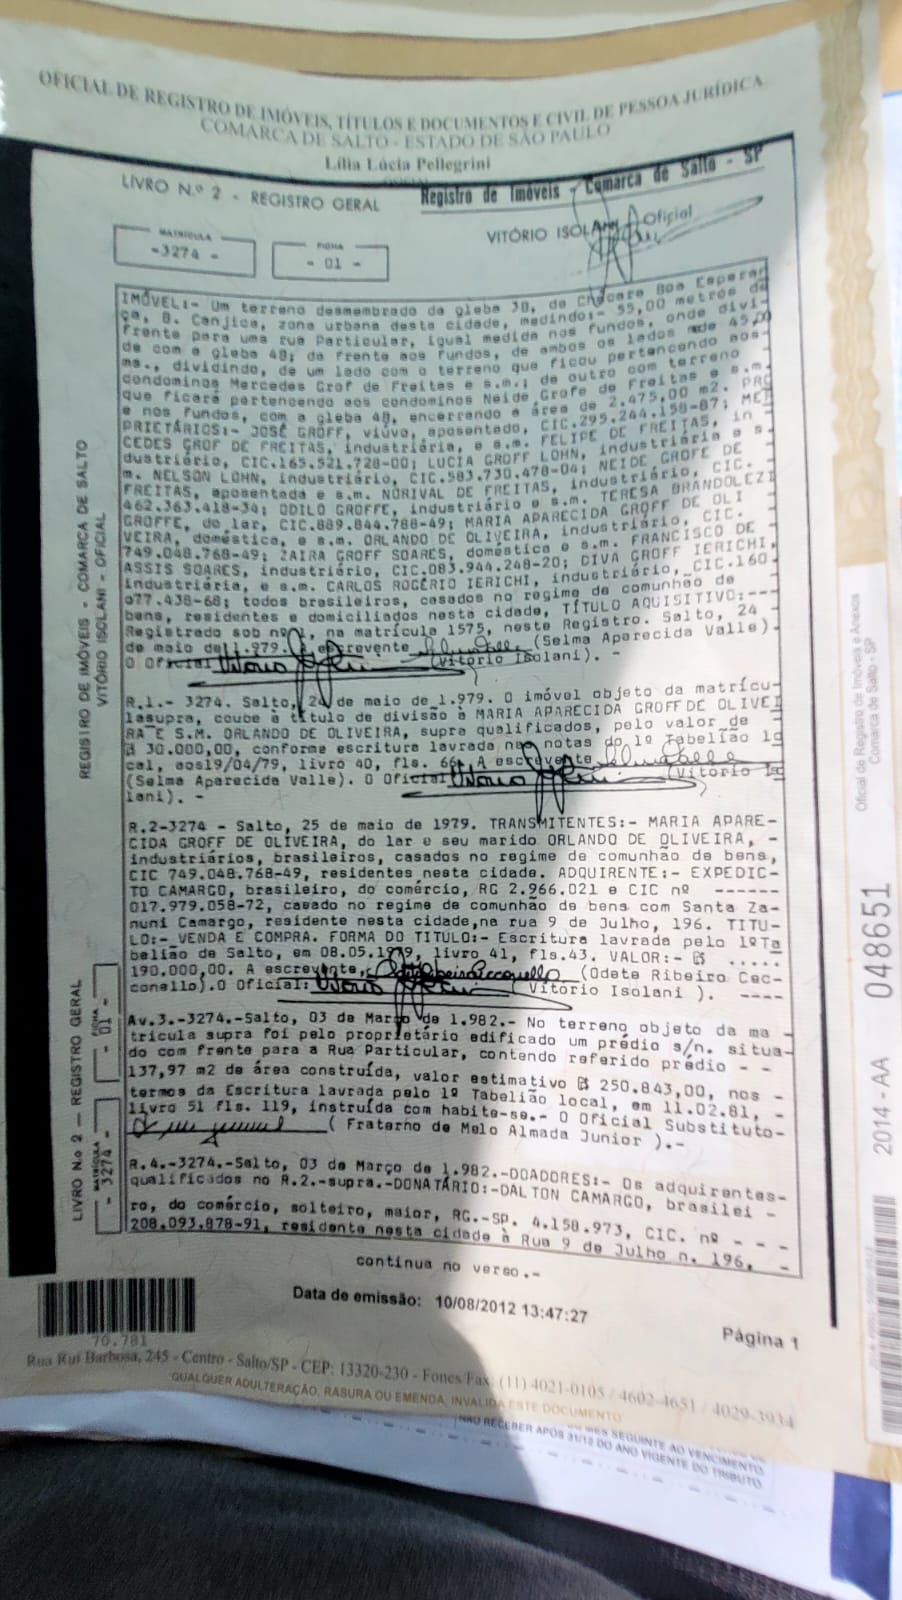 OFICIAL DE REGISTRO DE IMÓVEIS, TÍTULOS E DOCUMENTOS E CIVIL DE PESSOA JURÍDICA
COMARCA DE SALTO - ESTADO DE SÃO PAULO
Lília Lúcia Pellegrini
LIVRO N.º 2 - REGISTRO GERAL
Registro de Imóveis - Comarca de Salto - SP
VITÓRIO ISOLANI Oficial
MATRÍCULA
-3274 -
FICHA
- 01 -
IMÓVEL:- Um terreno desmembrado da gleba 38, da Chácara Boa Esperan
ça, B. Canjica, zona urbana desta cidade, medindo:- 55,00 metros de
frente para uma rua Particular, igual medida nos fundos, onde divi-
de com a gleba 48; da frente aos fundos, de ambos os lados mde 45,00
ms., dividindo, de um lado com o terreno que ficou pertencendo aos
condominos Mercedes Grof de Freitas e s.m.; de outro com terreno
que ficará pertencendo aos condominos Neide Grofe de Freitas e s.m.
e nos fundos, com a gleba 48, encerrando a área de 2.475,00 m2. PRO
PRIETÁRIOS:- JOSÉ GROFF, viúvo, aposentado, CIC.295.244.158-87; MER
CEDES GROF DE FREITAS, industriária, e s.m. FELIPE DE FREITAS, in
dustriário, CIC.165.521.728-00; LUCIA GROFF LOHN, industriária e s.
m. NELSON LOHN, industriário, CIC.583.730.478-04; NEIDE GROFE DE
FREITAS, aposentada e s.m. NORIVAL DE FREITAS, industriário, CIC.
462.363.418-34; ODILO GROFFE, industriário e s.m. TERESA BRANDOLEZI
GROFFE, do lar, CIC.889.844.788-49; MARIA APARECIDA GROFF DE OLI
VEIRA, doméstica, e s.m. ORLANDO DE OLIVEIRA, industriário, CIC.
749.048.768-49; ZAIRA GROFF SOARES, doméstica e s.m. FRANCISCO DE
ASSIS SOARES, industriário, CIC.083.944.248-20; DIVA GROFF IERICHI,
industriária, e s.m. CARLOS ROGÉRIO IERICHI, industriário, CIC.160.
077.438-68; todos brasileiros, casados no regime de comunhão de
bens, residentes e domiciliados nesta cidade, TÍTULO AQUISITIVO:---
Registrado sob nº1, na matrícula 1575, neste Registro. Salto, 24
de maio de 1.979. A escrevente (Selma Aparecida Valle).
O Oficial (Vitório Isolani). -
R.1.- 3274. Salto, 24 de maio de 1.979. O imóvel objeto da matrícu-
lasupra, coube a título de divisão à MARIA APARECIDA GROFF DE OLIVEI
RA E S.M. ORLANDO DE OLIVEIRA, supra qualificados, pelo valor de
₢ 30.000,00, conforme escritura lavrada nas notas do 1º Tabelião lo
cal, aos19/04/79, livro 40, fls. 66. A escrevente
(Selma Aparecida Valle). O Oficial (Vitório Iso
lani). -
R.2-3274 - Salto, 25 de maio de 1979. TRANSMITENTES:- MARIA APARE-
CIDA GROFF DE OLIVEIRA, do lar e seu marido ORLANDO DE OLIVEIRA, -
industriários, brasileiros, casados no regime de comunhão de bens,
CIC 749.048.768-49, residentes nesta cidade. ADQUIRENTE:- EXPEDIC-
TO CAMARGO, brasileiro, do comércio, RG 2.966.021 e CIC nº ------
017.979.058-72, casado no regime de comunhão de bens com Santa Za-
nuni Camargo, residente nesta cidade,na rua 9 de Julho, 196. TITU-
LO:- VENDA E COMPRA. FORMA DO TITULO:- Escritura lavrada pelo 1ºTa
belião de Salto, em 08.05.1979, livro 41, fls.43. VALOR:- ₢ .....
190.000,00. A escrevente, (Odete Ribeiro Cec-
conello).O Oficial: (Vitório Isolani ). ----
Av.3.-3274.-Salto, 03 de Março de 1.982.- No terreno objeto da ma
trícula supra foi pelo proprietário edificado um prédio s/n. situa-
do com frente para a Rua Particular, contendo referido prédio - -
137,97 m2 de área construída, valor estimativo ₢ 250.843,00, nos -
termos da Escritura lavrada pelo 1º Tabelião local, em 11.02.81, -
livro 51 fls. 119, instruída com habite-se.- O Oficial Substituto-
( Fraterno de Melo Almada Junior ).-
R.4.-3274.-Salto, 03 de Março de 1.982.-DOADORES:- Os adquirentes-
qualificados no R.2.-supra.-DONATÁRIO:-DALTON CAMARGO, brasilei -
ro, do comércio, solteiro, maior, RG.-SP. 4.158.973, CIC. nº - - -
208.093.878-91, residente nesta cidade à Rua 9 de Julho n. 196, -
continua no verso.-
REGISTRO DE IMÓVEIS - COMARCA DE SALTO
VITÓRIO ISOLANI - OFICIAL
LIVRO N.o 2 — REGISTRO GERAL
MATRÍCULA
- 3274 -
FICHA
- 01 -
Data de emissão: 10/08/2012 13:47:27
Página 1
70.781
Rua Rui Barbosa, 245 - Centro - Salto/SP - CEP: 13320-230 - Fones/Fax: (11) 4021-0105 / 4602-4651 / 4029-3934
QUALQUER ADULTERAÇÃO, RASURA OU EMENDA, INVALIDA ESTE DOCUMENTO
Oficial de Registro de Imóveis e Anexos
Comarca de Salto - SP
2014 - AA 048651
MES SEGUINTE AO VENCIMENTO
NÃO RECEBER APÓS 31/12 DO ANO VIGENTE DO TRIBUTO